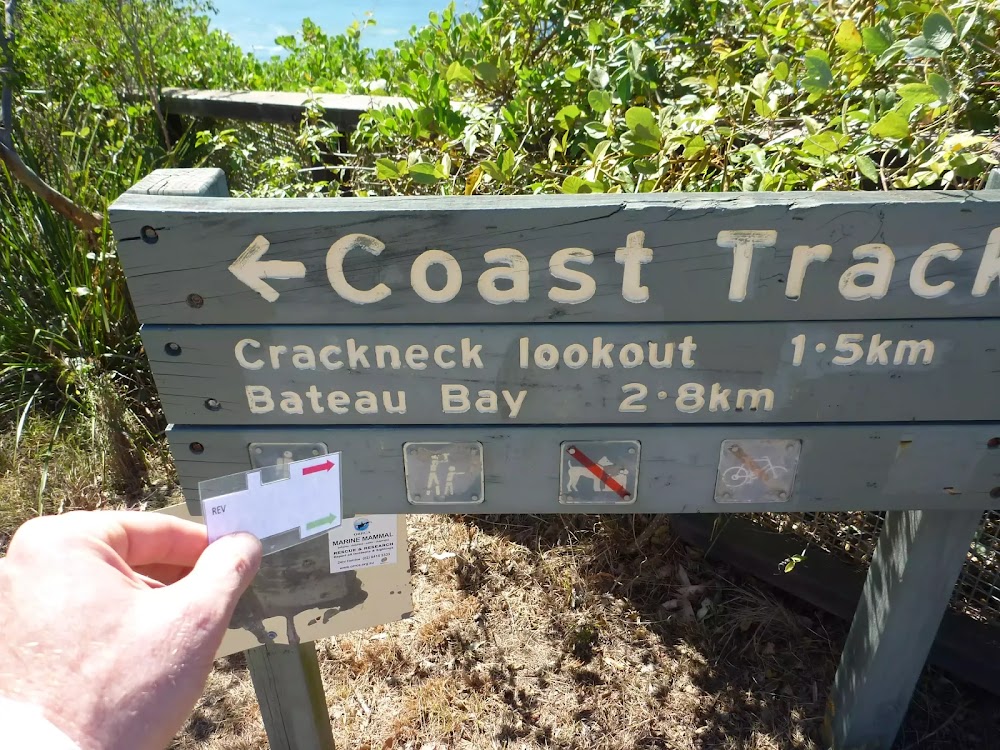 ← Coast Track
Crackneck lookout 1·5km
Bateau Bay 2·8km
REV
MARINE MAMMAL
RESCUE & RESEARCH